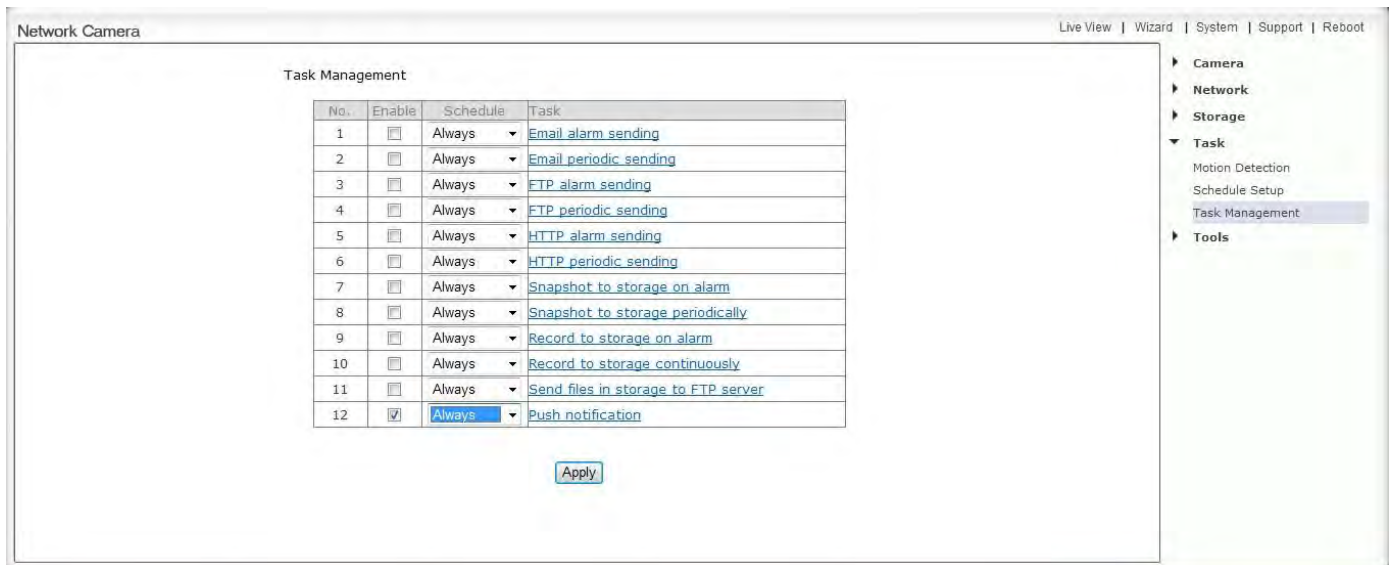 Network Camera
Live View | Wizard | System | Support | Reboot
Task Management
No. Enable Schedule Task
1 Always Email alarm sending
2 Always Email periodic sending
3 Always FTP alarm sending
4 Always FTP periodic sending
5 Always HTTP alarm sending
6 Always HTTP periodic sending
7 Always Snapshot to storage on alarm
8 Always Snapshot to storage periodically
9 Always Record to storage on alarm
10 Always Record to storage continuously
11 Always Send files in storage to FTP server
12 Always Push notification
Apply
Camera
Network
Storage
Task
Motion Detection
Schedule Setup
Task Management
Tools